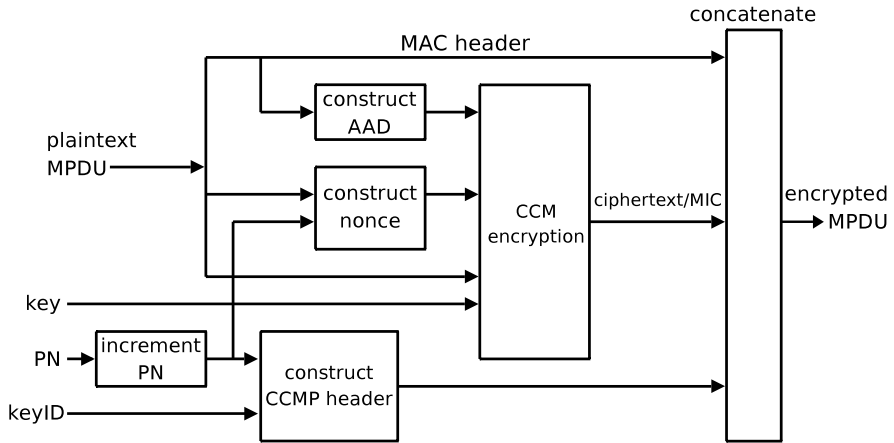 concatenate
MAC header
construct
AAD
plaintext
MPDU
construct
nonce
CCM
encryption
ciphertext/MIC
encrypted
MPDU
key
PN
increment
PN
construct
CCMP header
keyID